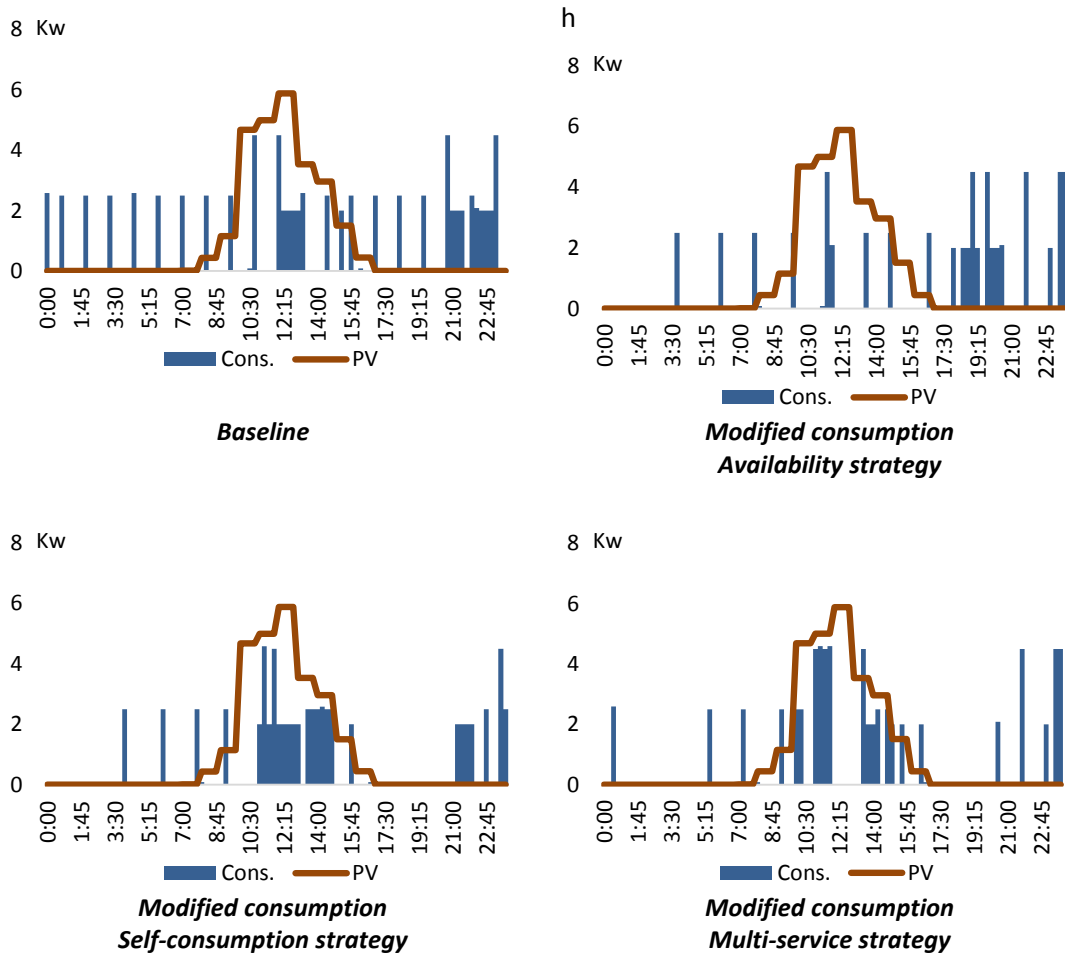 8 Kw
6
4
2
0
0:00 1:45 3:30 5:15 7:00 8:45 10:30 12:15 14:00 15:45 17:30 19:15 21:00 22:45
Cons. PV
Baseline
h
8 Kw
6
4
2
0
0:00 1:45 3:30 5:15 7:00 8:45 10:30 12:15 14:00 15:45 17:30 19:15 21:00 22:45
Cons. PV
Modified consumption
Availability strategy
8 Kw
6
4
2
0
0:00 1:45 3:30 5:15 7:00 8:45 10:30 12:15 14:00 15:45 17:30 19:15 21:00 22:45
Cons. PV
Modified consumption
Self-consumption strategy
8 Kw
6
4
2
0
0:00 1:45 3:30 5:15 7:00 8:45 10:30 12:15 14:00 15:45 17:30 19:15 21:00 22:45
Cons. PV
Modified consumption
Multi-service strategy